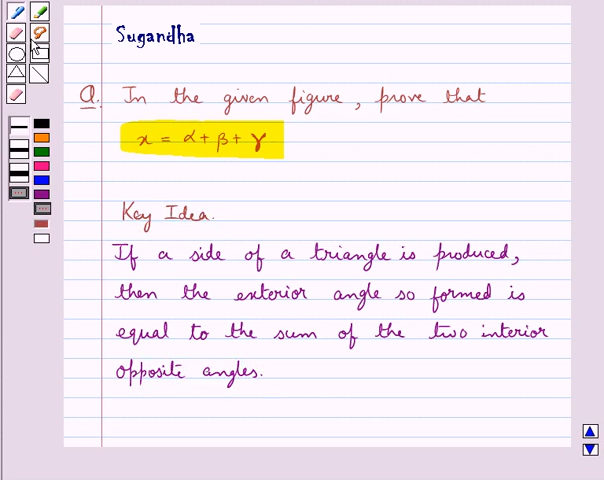 Sugandha
Q. In the given figure, prove that
x = α + β + γ
Key Idea.
If a side of a triangle is produced,
then the exterior angle so formed is
equal to the sum of the two interior
opposite angles.